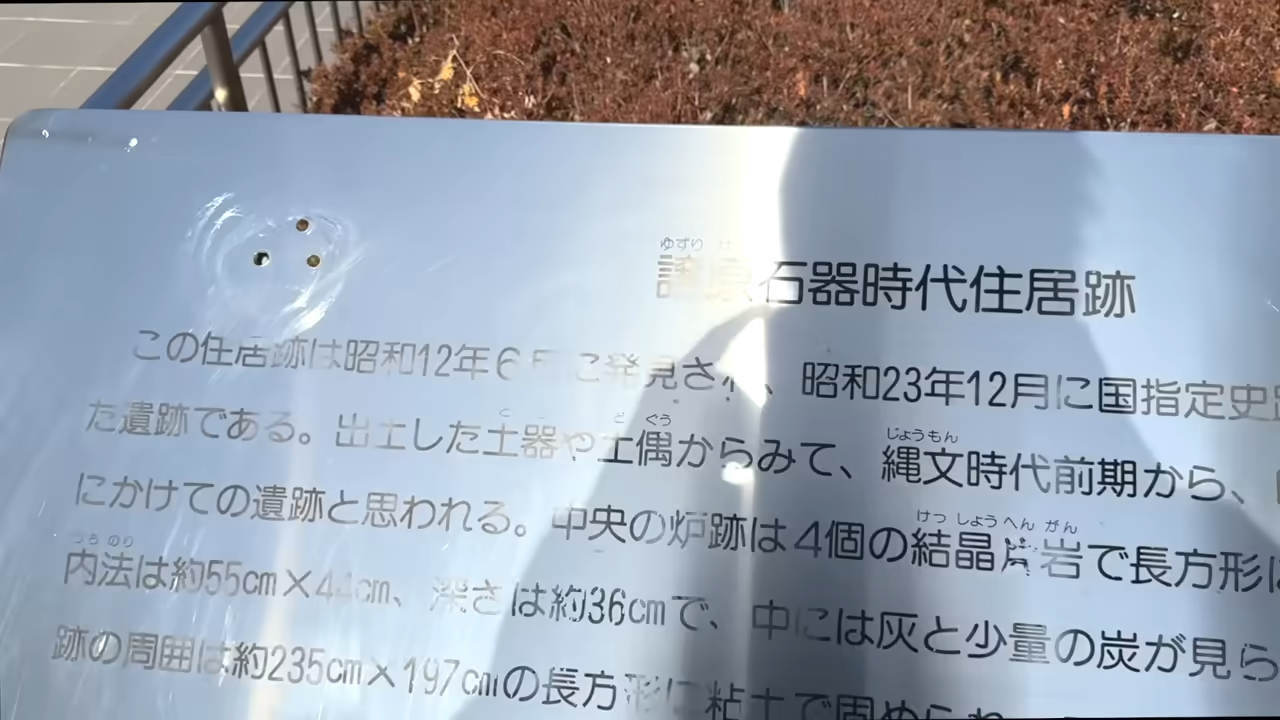 ゆずり
石器時代住居跡
この住居跡は昭和12年6月に発見され、昭和23年12月に国指定史
ど ぐう
た遺跡である。出土した土器や土偶からみて、
じょうもん
縄文時代前期から、
にかけての遺跡と思われる。中央の炉跡は4個の
けっ しょう へん がん
結晶片岩で長方形に
うち のり
内法は約55cm×44cm、深さは約36cmで、中には灰と少量の炭が見ら
跡の周囲は約235cm×197cmの長方形に粘土で固められ